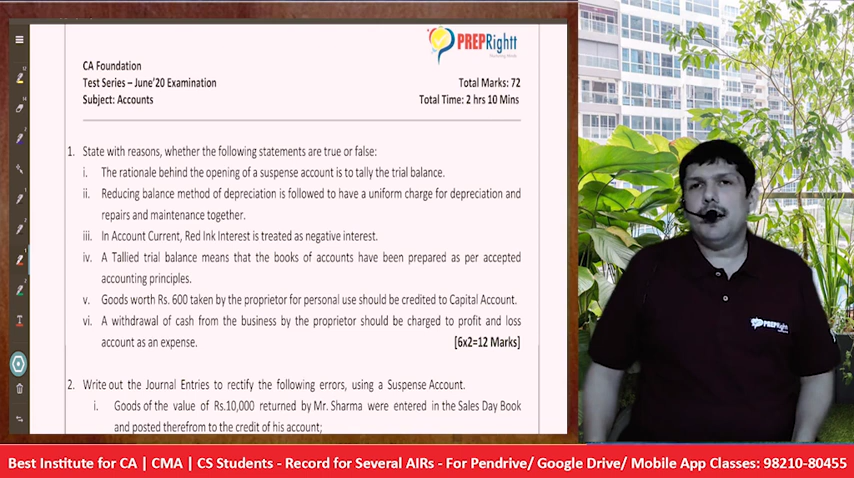 PREPRightt
CA Foundation
Test Series – June'20 Examination
Total Marks: 72
Subject: Accounts
Total Time: 2 hrs 10 Mins
1. State with reasons, whether the following statements are true or false:
i. The rationale behind the opening of a suspense account is to tally the trial balance.
ii. Reducing balance method of depreciation is followed to have a uniform charge for depreciation and
repairs and maintenance together.
iii. In Account Current, Red Ink Interest is treated as negative interest.
iv. A Tallied trial balance means that the books of accounts have been prepared as per accepted
accounting principles.
v. Goods worth Rs. 600 taken by the proprietor for personal use should be credited to Capital Account.
vi. A withdrawal of cash from the business by the proprietor should be charged to profit and loss
account as an expense. [6x2=12 Marks]
2. Write out the Journal Entries to rectify the following errors, using a Suspense Account.
i. Goods of the value of Rs.10,000 returned by Mr. Sharma were entered in the Sales Day Book
and posted therefrom to the credit of his account;
PREPRightt
Best Institute for CA | CMA | CS Students - Record for Several AIRs - For Pendrive/ Google Drive/ Mobile App Classes: 98210-80455